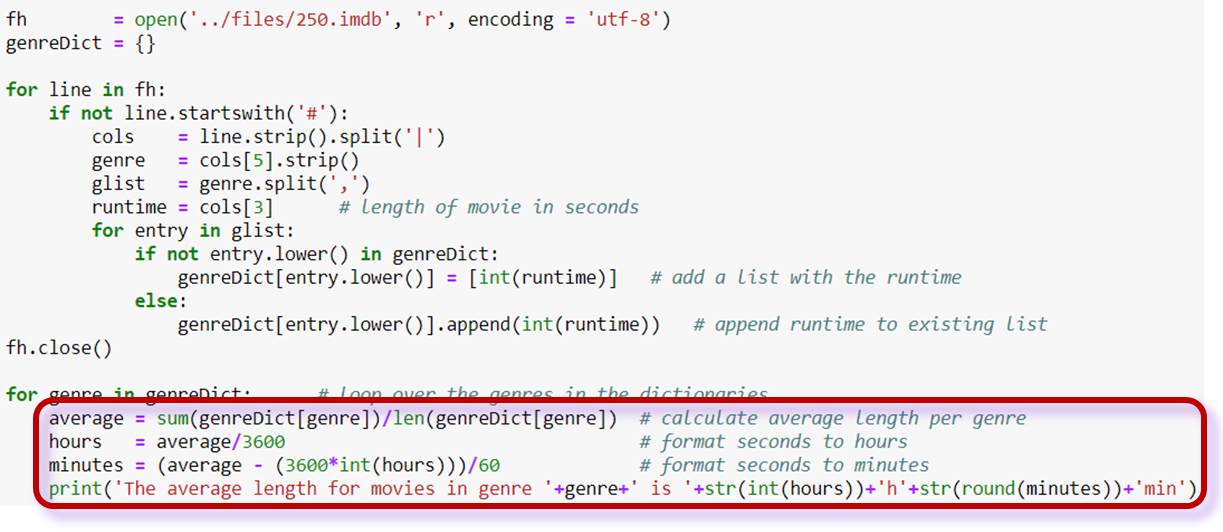 fh         = open('../files/250.imdb', 'r', encoding = 'utf-8')
genreDict = {}
for line in fh:
    if not line.startswith('#'):
        cols    = line.strip().split('|')
        genre   = cols[5].strip()
        glist   = genre.split(',')
        runtime = cols[3]      # length of movie in seconds
        for entry in glist:
            if not entry.lower() in genreDict:
                genreDict[entry.lower()] = [int(runtime)]   # add a list with the runtime
            else:
                genreDict[entry.lower()].append(int(runtime))   # append runtime to existing list
fh.close()
for genre in genreDict:      # loop over the genres in the dictionaries
    average = sum(genreDict[genre])/len(genreDict[genre])  # calculate average length per genre
    hours   = average/3600                                 # format seconds to hours
    minutes = (average - (3600*int(hours)))/60             # format seconds to minutes
    print('The average length for movies in genre '+genre+' is '+str(int(hours))+'h'+str(round(minutes))+'min')